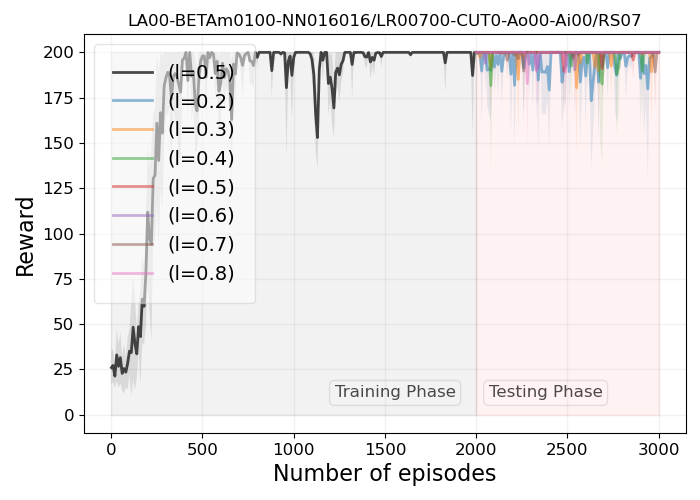 LA00-BETAm0100-NN016016/LR00700-CUT0-Ao00-Ai00/RS07
200
175
150
125
100
75
50
25
0
Reward
(l=0.5)
(l=0.2)
(l=0.3)
(l=0.4)
(l=0.5)
(l=0.6)
(l=0.7)
(l=0.8)
Training Phase
Testing Phase
0
500
1000
1500
2000
2500
3000
Number of episodes